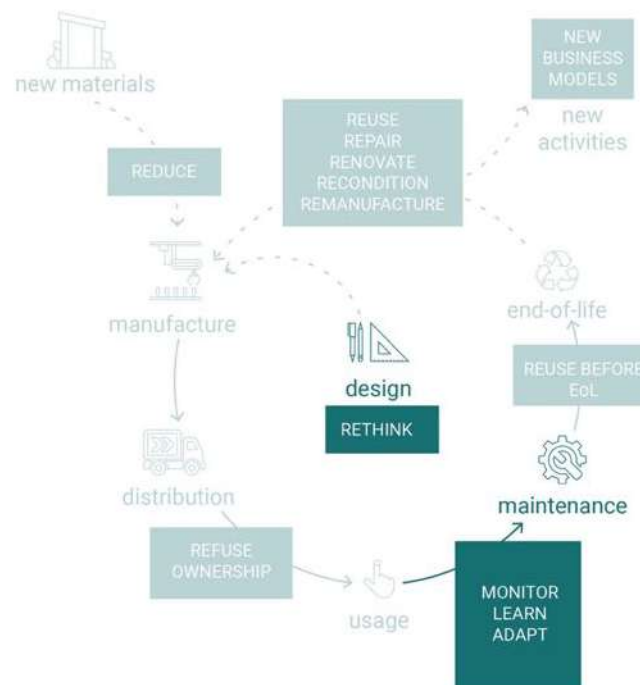 new materials
REDUCE
REUSE
REPAIR
RENOVATE
RECONDITION
REMANUFACTURE
NEW
BUSINESS
MODELS
new
activities
manufacture
design
RETHINK
end-of-life
REUSE BEFORE
EoL
distribution
REFUSE
OWNERSHIP
usage
maintenance
MONITOR
LEARN
ADAPT